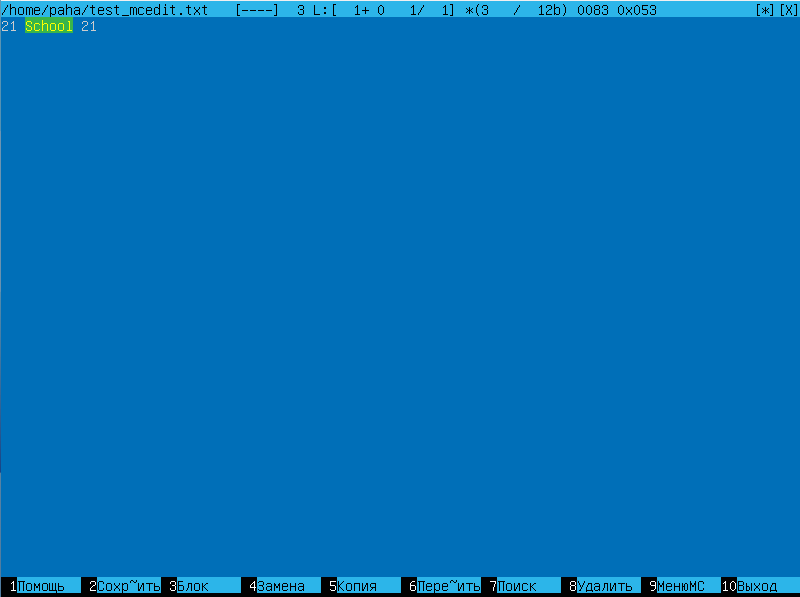 /home/paha/test_mcedit.txt [----] 3 L:[ 1+ 0 1/ 1] *(3 / 12b) 0083 0x053 [*][X]
21 School 21
1Помощь 2Сохр~ить 3Блок 4Замена 5Копия 6Пере~ить 7Поиск 8Удалить 9МенюMC 10Выход